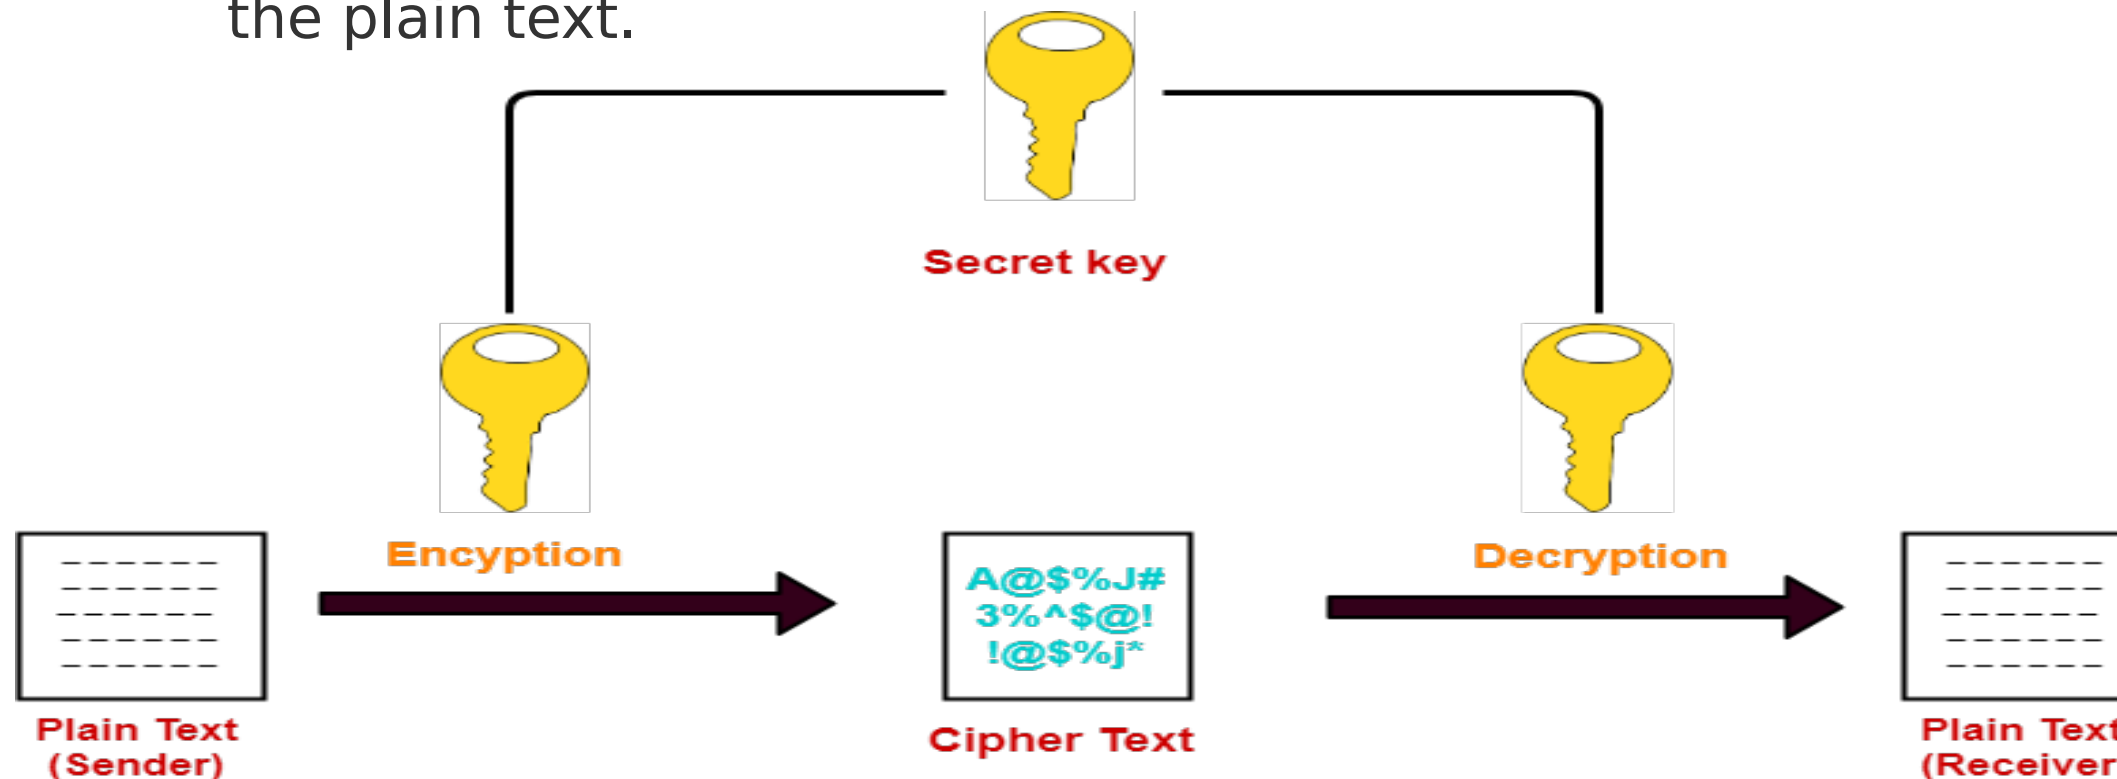 the plain text.
Secret key
Encyption
Decryption
A@$%J#
3%^$@!
!@$%j*
Plain Text
(Sender)
Cipher Text
Plain Text
(Receiver